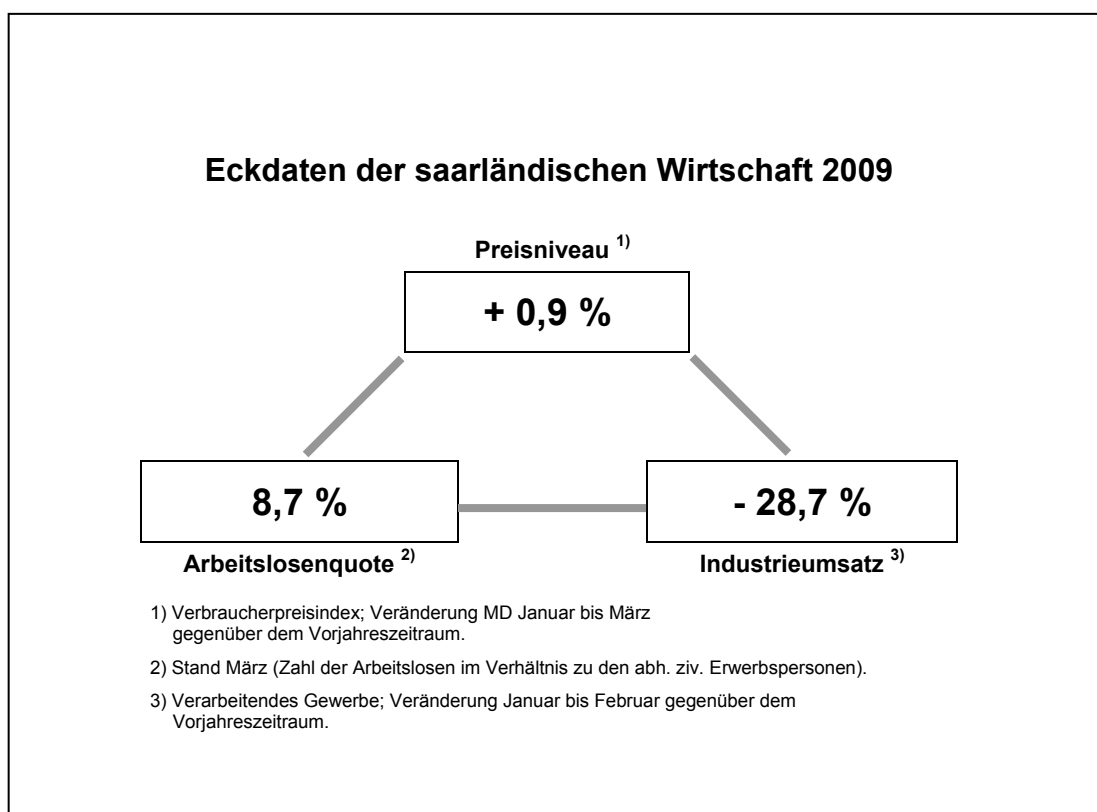 Eckdaten der saarländischen Wirtschaft 2009
Preisniveau 1)
+ 0,9 %
8,7 %
- 28,7 %
Arbeitslosenquote 2)
Industrieumsatz 3)
1) Verbraucherpreisindex; Veränderung MD Januar bis März
gegenüber dem Vorjahreszeitraum.
2) Stand März (Zahl der Arbeitslosen im Verhältnis zu den abh. ziv. Erwerbspersonen).
3) Verarbeitendes Gewerbe; Veränderung Januar bis Februar gegenüber dem
Vorjahreszeitraum.